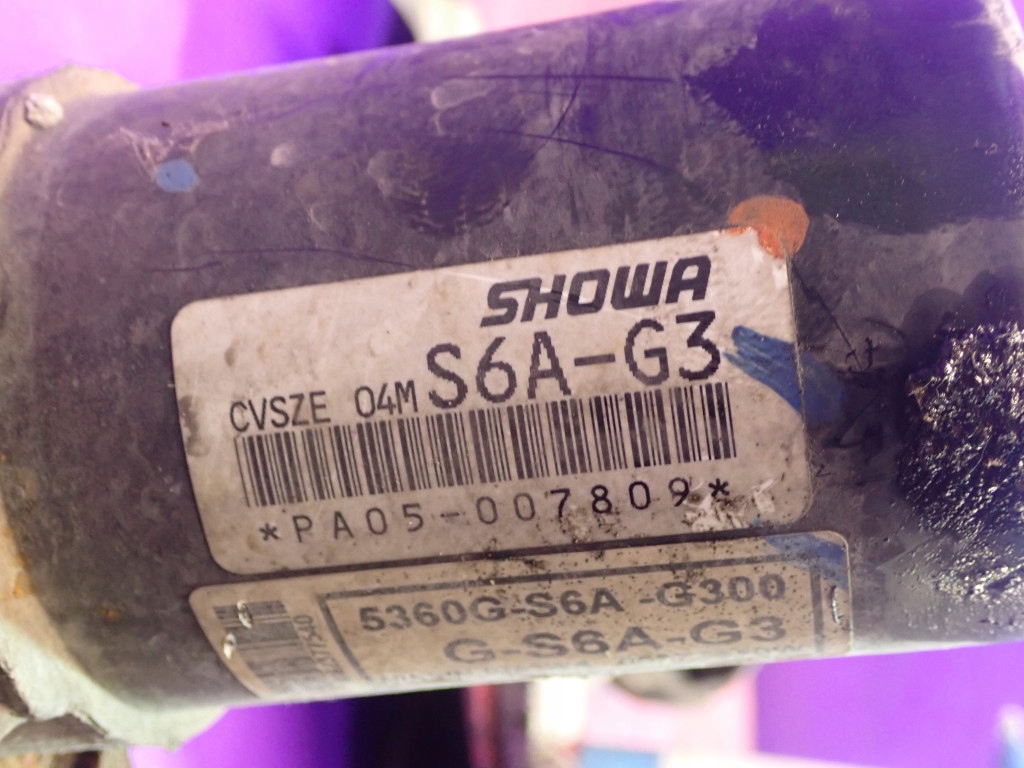 SHOWA
CVSZE 04M S6A-G3
*PA05-007809*
5360G-S6A -G300
G-S6A-G3